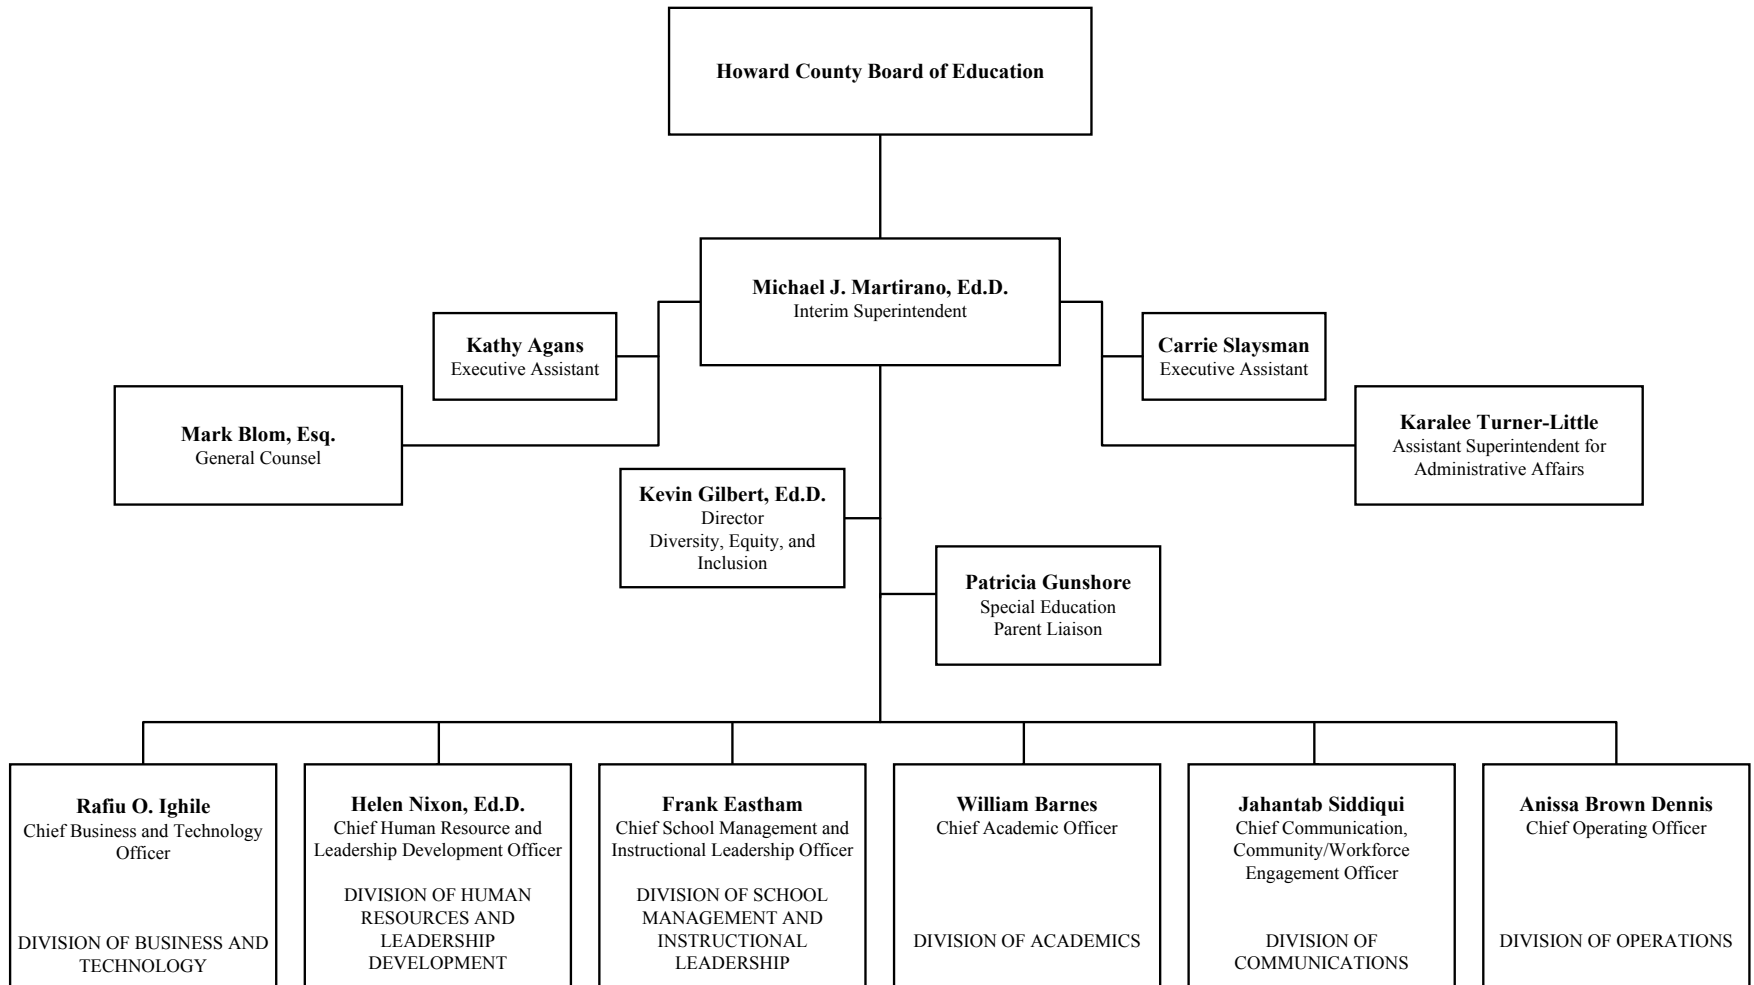 Howard County Board of Education
Michael J. Martirano, Ed.D.
Interim Superintendent
Kathy Agans
Executive Assistant
Carrie Slaysman
Executive Assistant
Mark Blom, Esq.
General Counsel
Karalee Turner-Little
Assistant Superintendent for
Administrative Affairs
Kevin Gilbert, Ed.D.
Director
Diversity, Equity, and
Inclusion
Patricia Gunshore
Special Education
Parent Liaison
Rafiu O. Ighile
Chief Business and Technology
Officer
DIVISION OF BUSINESS AND
TECHNOLOGY
Helen Nixon, Ed.D.
Chief Human Resource and
Leadership Development Officer
DIVISION OF HUMAN
RESOURCES AND
LEADERSHIP
DEVELOPMENT
Frank Eastham
Chief School Management and
Instructional Leadership Officer
DIVISION OF SCHOOL
MANAGEMENT AND
INSTRUCTIONAL
LEADERSHIP
William Barnes
Chief Academic Officer
DIVISION OF ACADEMICS
Jahantab Siddiqui
Chief Communication,
Community/Workforce
Engagement Officer
DIVISION OF
COMMUNICATIONS
Anissa Brown Dennis
Chief Operating Officer
DIVISION OF OPERATIONS